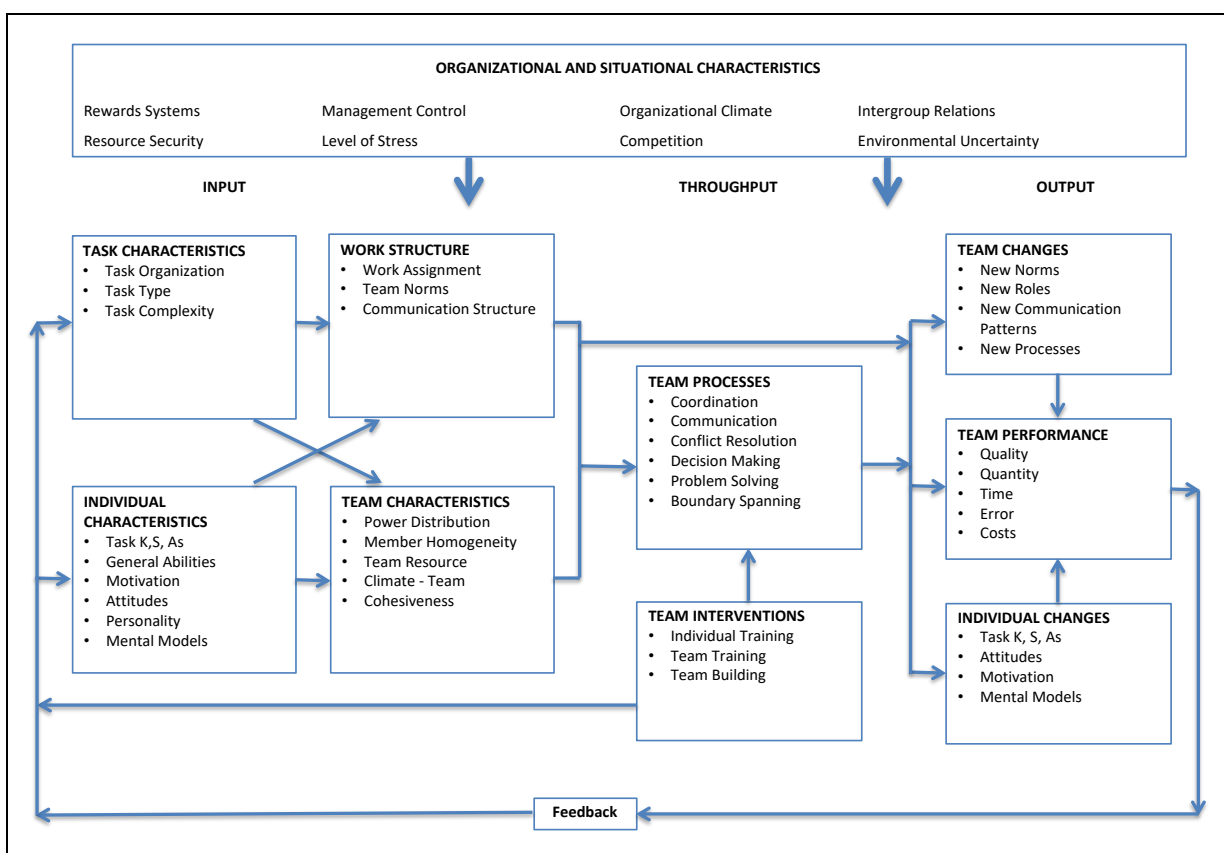 ORGANIZATIONAL AND SITUATIONAL CHARACTERISTICS
Rewards Systems Management Control Organizational Climate Intergroup Relations
Resource Security Level of Stress Competition Environmental Uncertainty
INPUT THROUGHPUT OUTPUT
TASK CHARACTERISTICS
• Task Organization
• Task Type
• Task Complexity
WORK STRUCTURE
• Work Assignment
• Team Norms
• Communication Structure
TEAM CHANGES
• New Norms
• New Roles
• New Communication
Patterns
• New Processes
TEAM PROCESSES
• Coordination
• Communication
• Conflict Resolution
• Decision Making
• Problem Solving
• Boundary Spanning
TEAM PERFORMANCE
• Quality
• Quantity
• Time
• Error
• Costs
INDIVIDUAL
CHARACTERISTICS
• Task K,S, As
• General Abilities
• Motivation
• Attitudes
• Personality
• Mental Models
TEAM CHARACTERISTICS
• Power Distribution
• Member Homogeneity
• Team Resource
• Climate - Team
• Cohesiveness
TEAM INTERVENTIONS
• Individual Training
• Team Training
• Team Building
INDIVIDUAL CHANGES
• Task K, S, As
• Attitudes
• Motivation
• Mental Models
Feedback